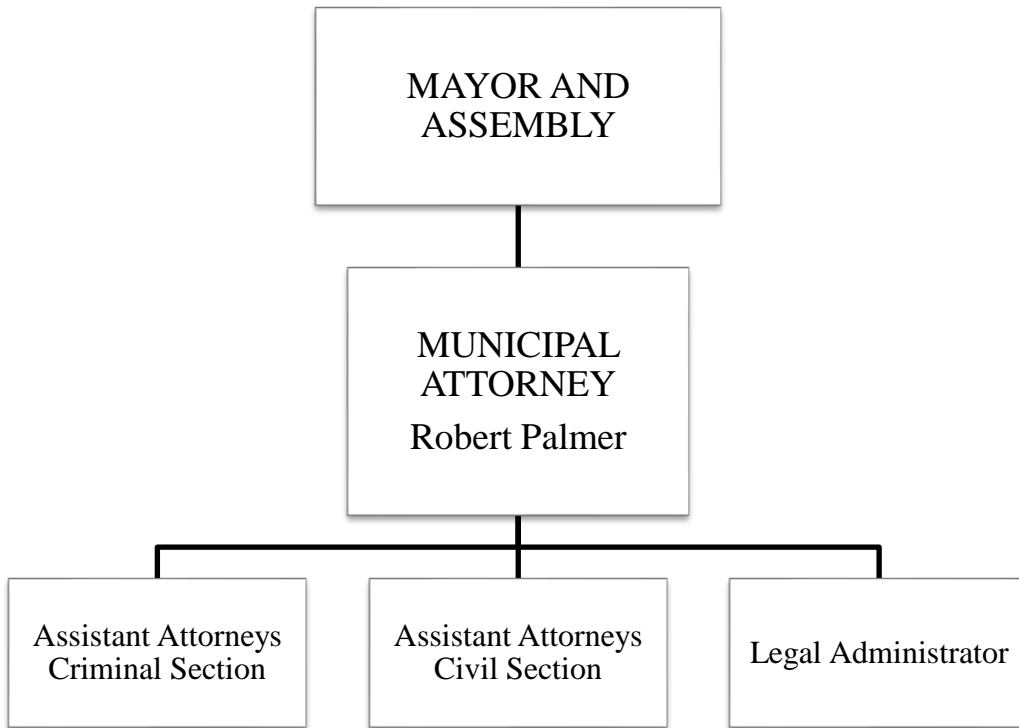 MAYOR AND
ASSEMBLY
MUNICIPAL
ATTORNEY
Robert Palmer
Assistant Attorneys
Criminal Section
Assistant Attorneys
Civil Section
Legal Administrator